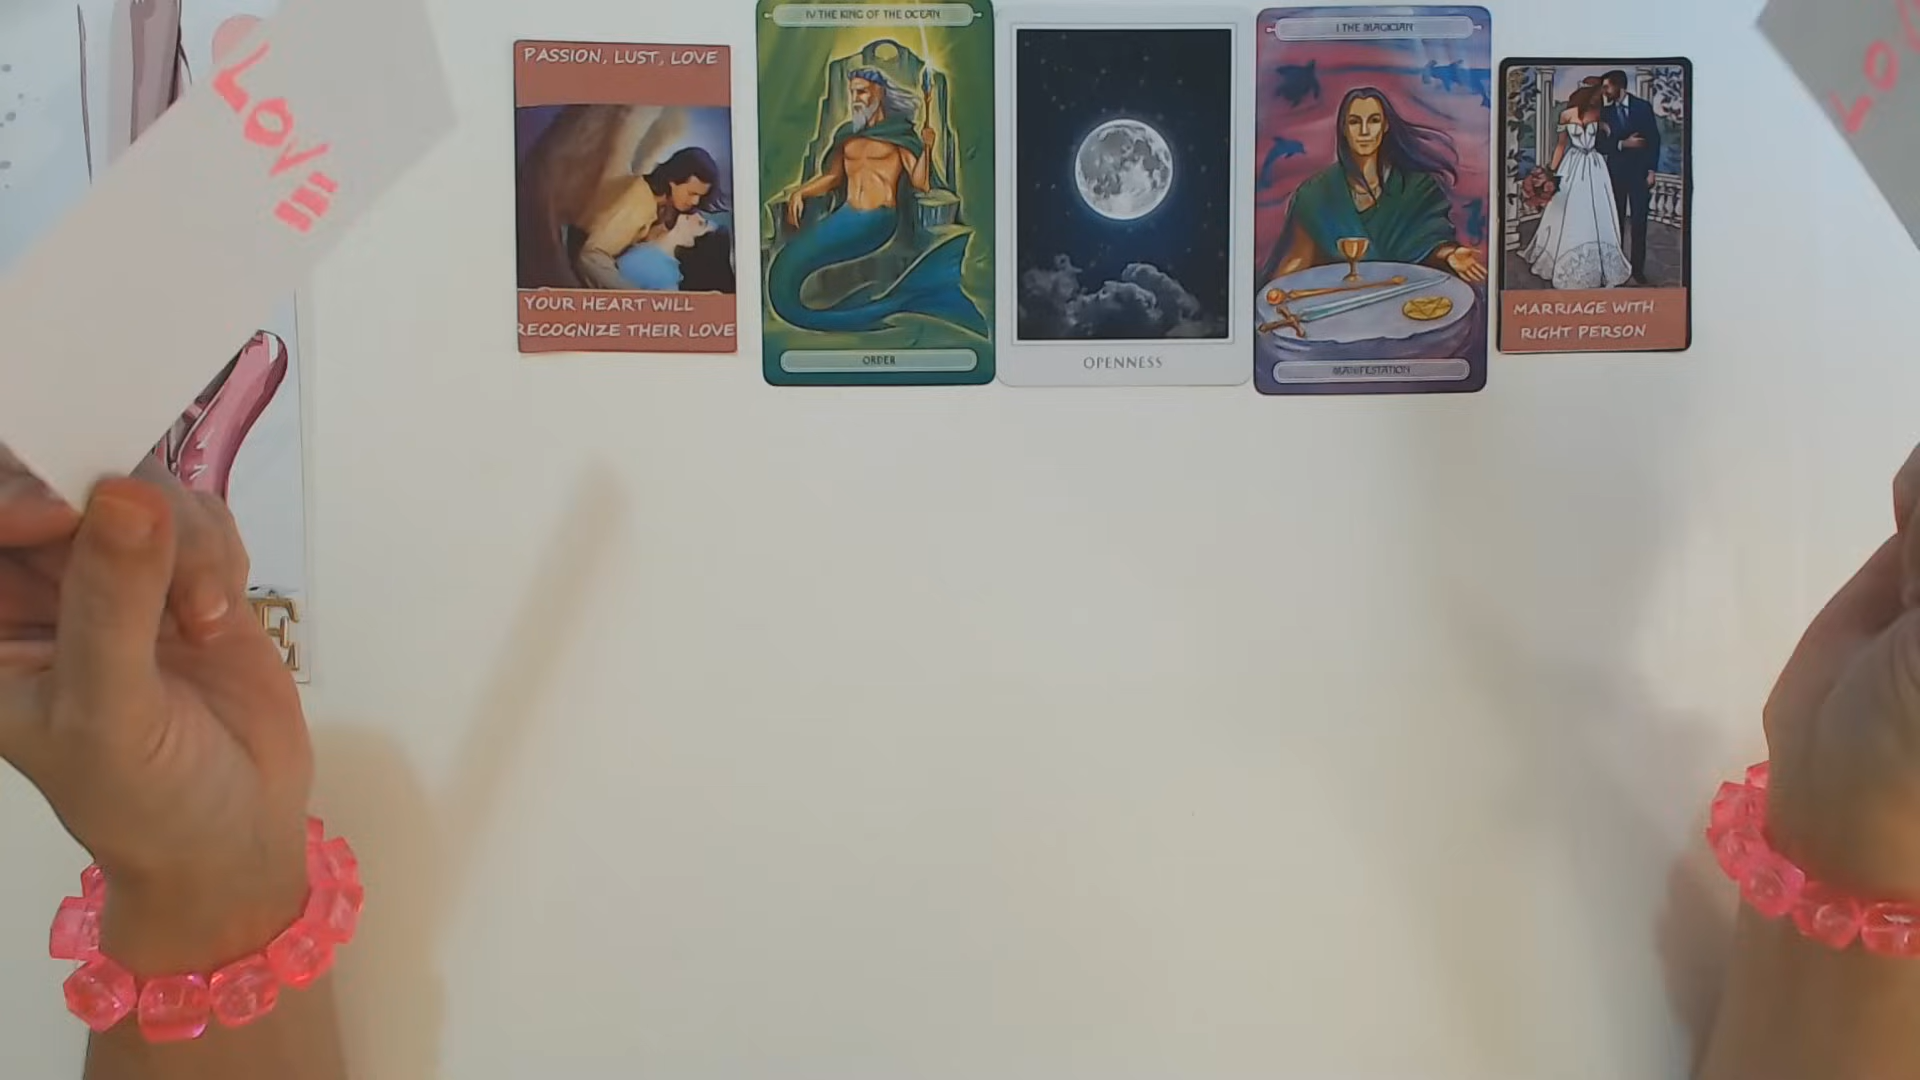 LOVE
LO
PASSION, LUST, LOVE
YOUR HEART WILL
RECOGNIZE THEIR LOVE
IV THE KING OF THE OCEAN
ORDER
OPENNESS
I THE MAGICIAN
MANIFESTATION
MARRIAGE WITH
RIGHT PERSON
E